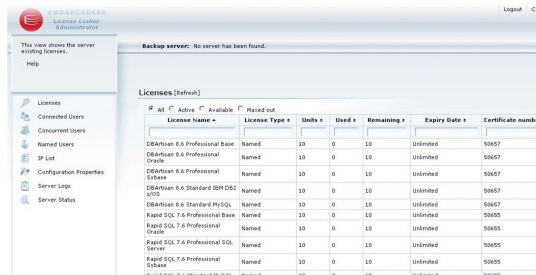 Logout C
EMBARCADERO
License Center
Administrator
This view shows the server
existing licenses.
Help
Backup server: No server has been found.
Licenses
Connected Users
Concurrent Users
Named Users
IP List
Configuration Properties
Server Logs
Server Status
Licenses [Refresh]
All Active Available Maxed out
License Name License Type Units Used Remaining Expiry Date Certificate numb
DBArtisan 8.6 Professional Base Named 10 0 10 Unlimited 50657
DBArtisan 8.6 Professional
Oracle Named 10 0 10 Unlimited 50657
DBArtisan 8.6 Professional
Sybase Named 10 0 10 Unlimited 50657
DBArtisan 8.6 Standard IBM DB2
z/OS Named 10 0 10 Unlimited 50657
DBArtisan 8.6 Standard MySQL Named 10 0 10 Unlimited 50657
Rapid SQL 7.6 Professional Base Named 10 0 10 Unlimited 50655
Rapid SQL 7.6 Professional
Oracle Named 10 0 10 Unlimited 50655
Rapid SQL 7.6 Professional SQL
Server Named 10 0 10 Unlimited 50655
Rapid SQL 7.6 Professional
Sybase Named 10 0 10 Unlimited 50655